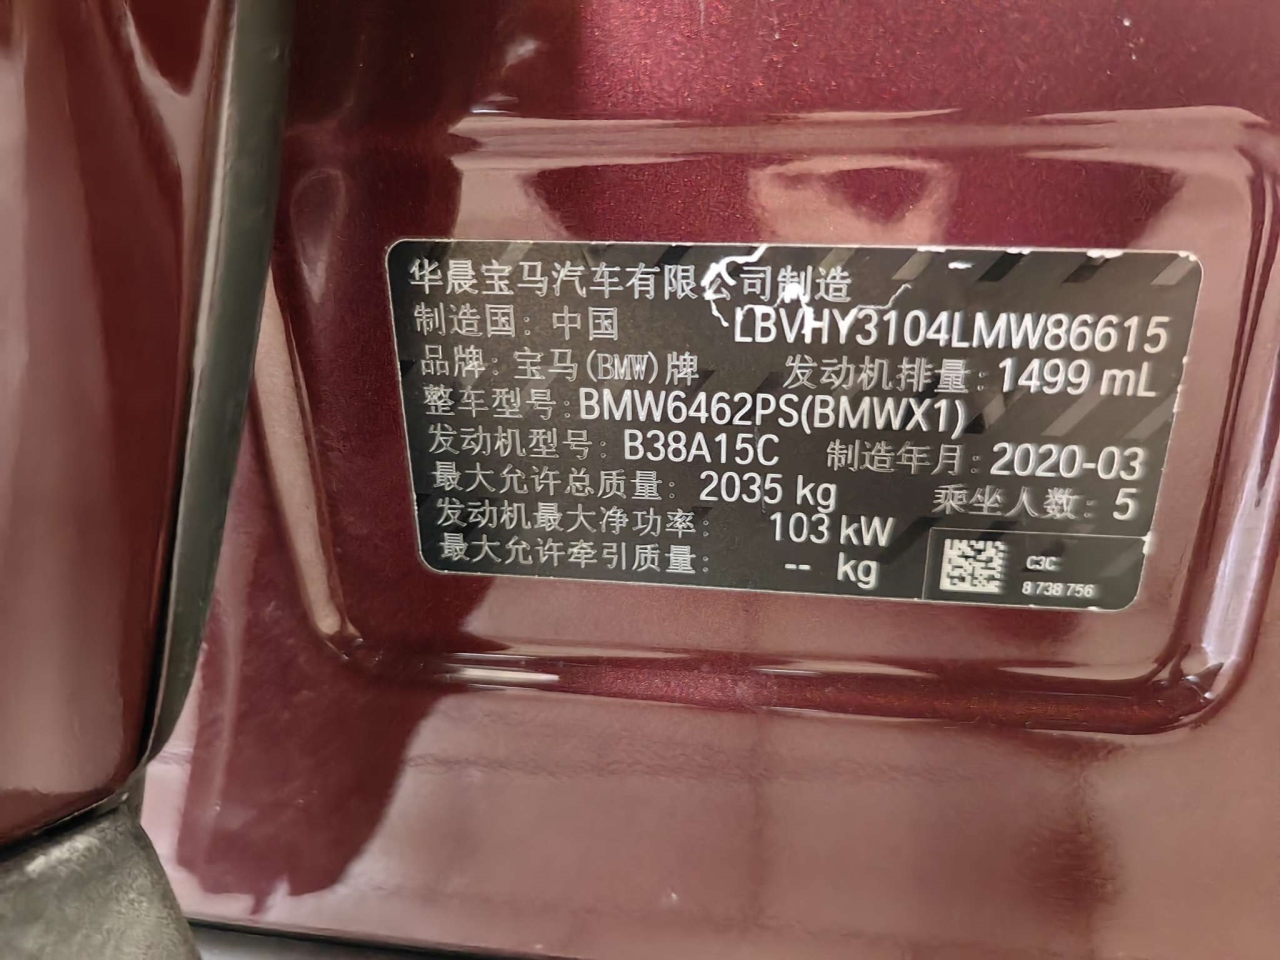 华晨宝马汽车有限公司制造
制造国：中国 LBVHY3104LMW86615
品牌：宝马(BMW)牌 发动机排量：1499 mL
整车型号：BMW6462PS(BMWX1)
发动机型号：B38A15C 制造年月：2020-03
最大允许总质量：2035 kg 乘坐人数：5
发动机最大净功率：103 kW
最大允许牵引质量：-- kg
C3C
8 738 756